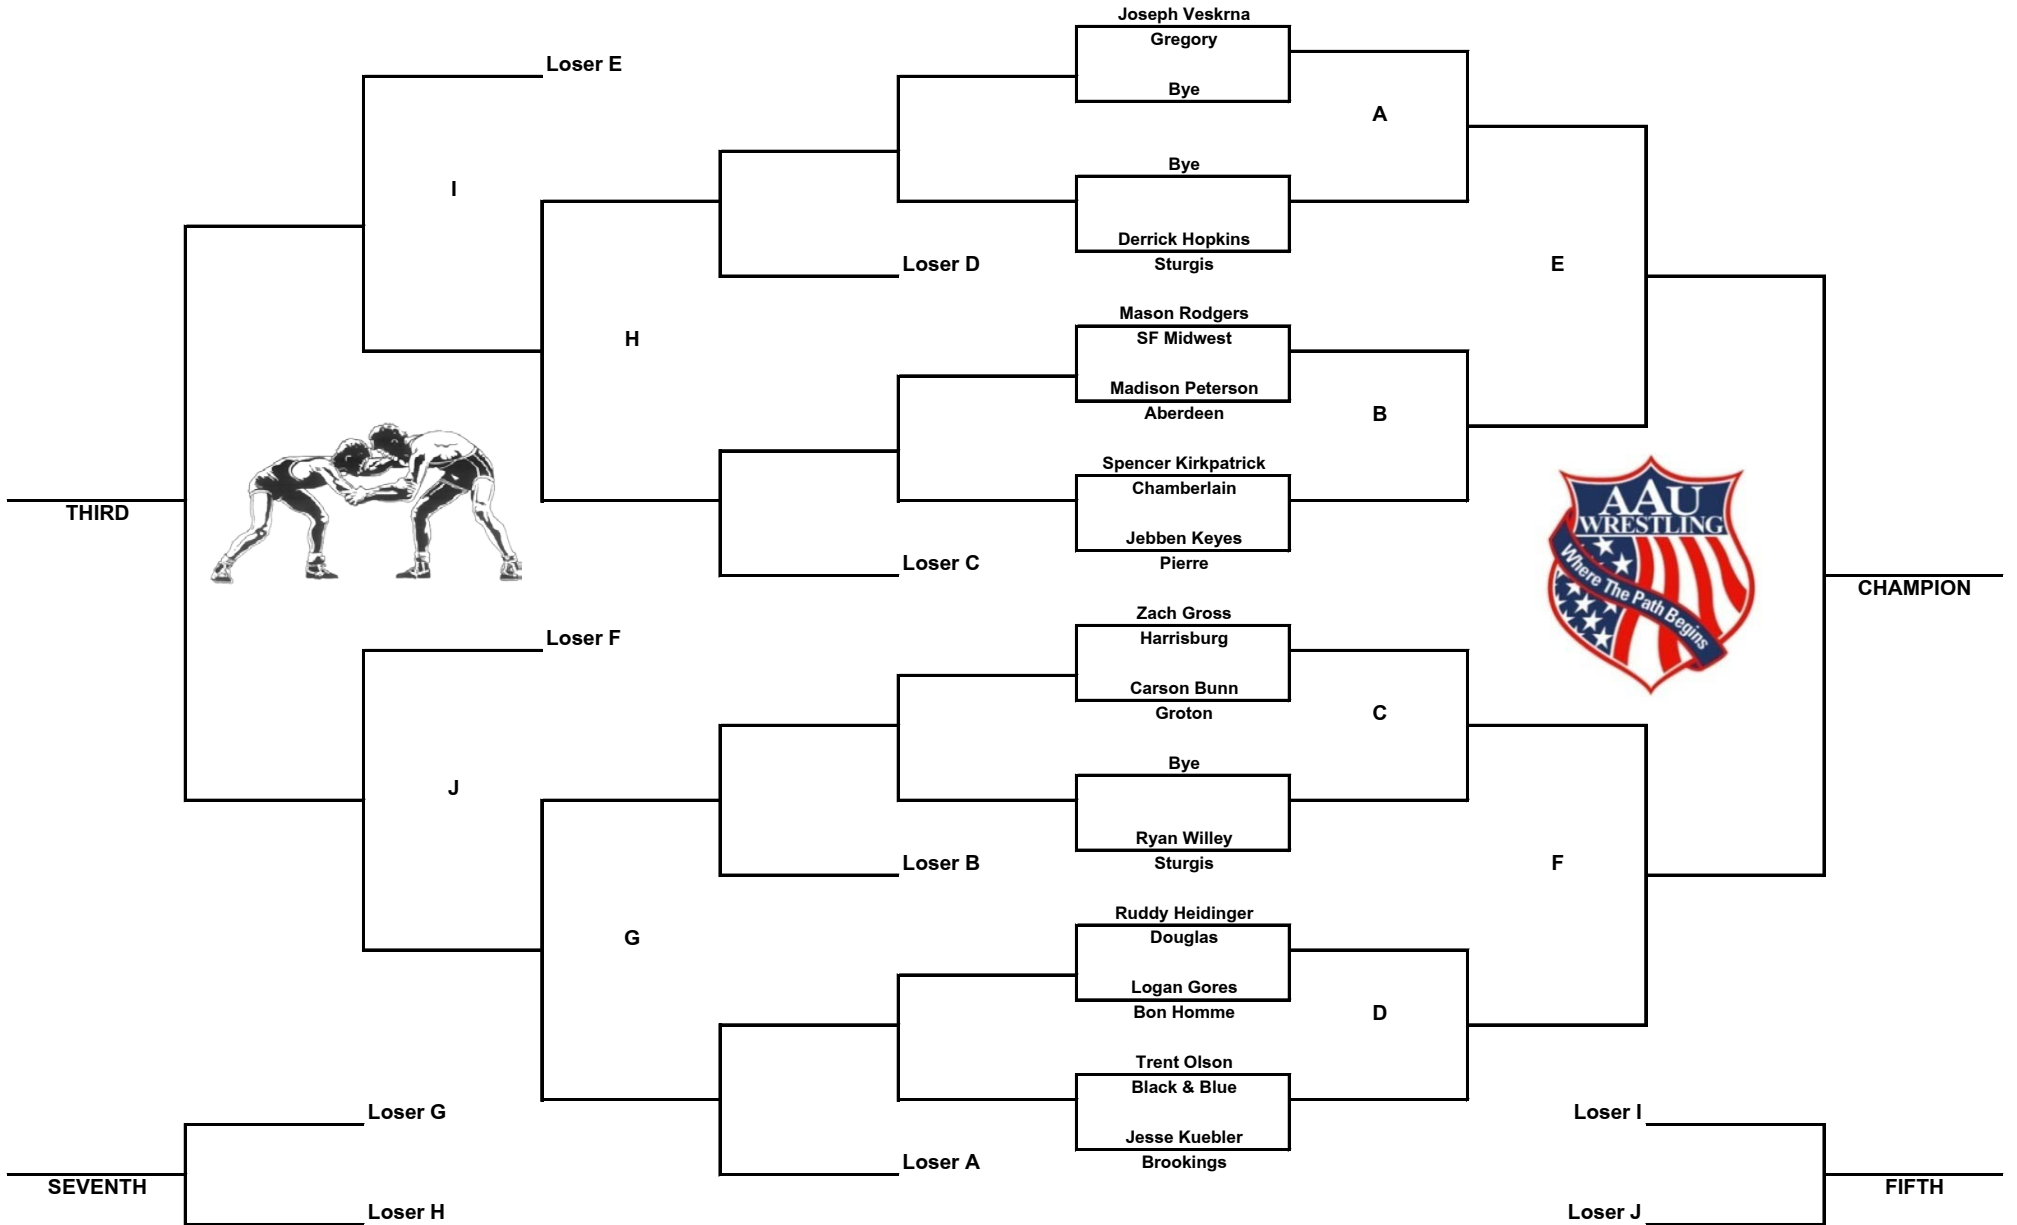 Joseph Veskrna
Gregory
Loser E
Bye
A
Bye
I
Derrick Hopkins
Loser D
Sturgis
E
Mason Rodgers
H
SF Midwest
Madison Peterson
B
Aberdeen
Spencer Kirkpatrick
Chamberlain
AAU
WRESTLING
Where The Path Begins
THIRD
Jebben Keyes
Loser C
Pierre
CHAMPION
Zach Gross
Loser F
Harrisburg
Carson Bunn
C
Groton
Bye
J
Ryan Willey
Loser B
Sturgis
F
Ruddy Heidinger
G
Douglas
Logan Gores
D
Bon Homme
Trent Olson
Black & Blue
Loser G
Loser I
Jesse Kuebler
Loser A
Brookings
SEVENTH
FIFTH
Loser H
Loser J